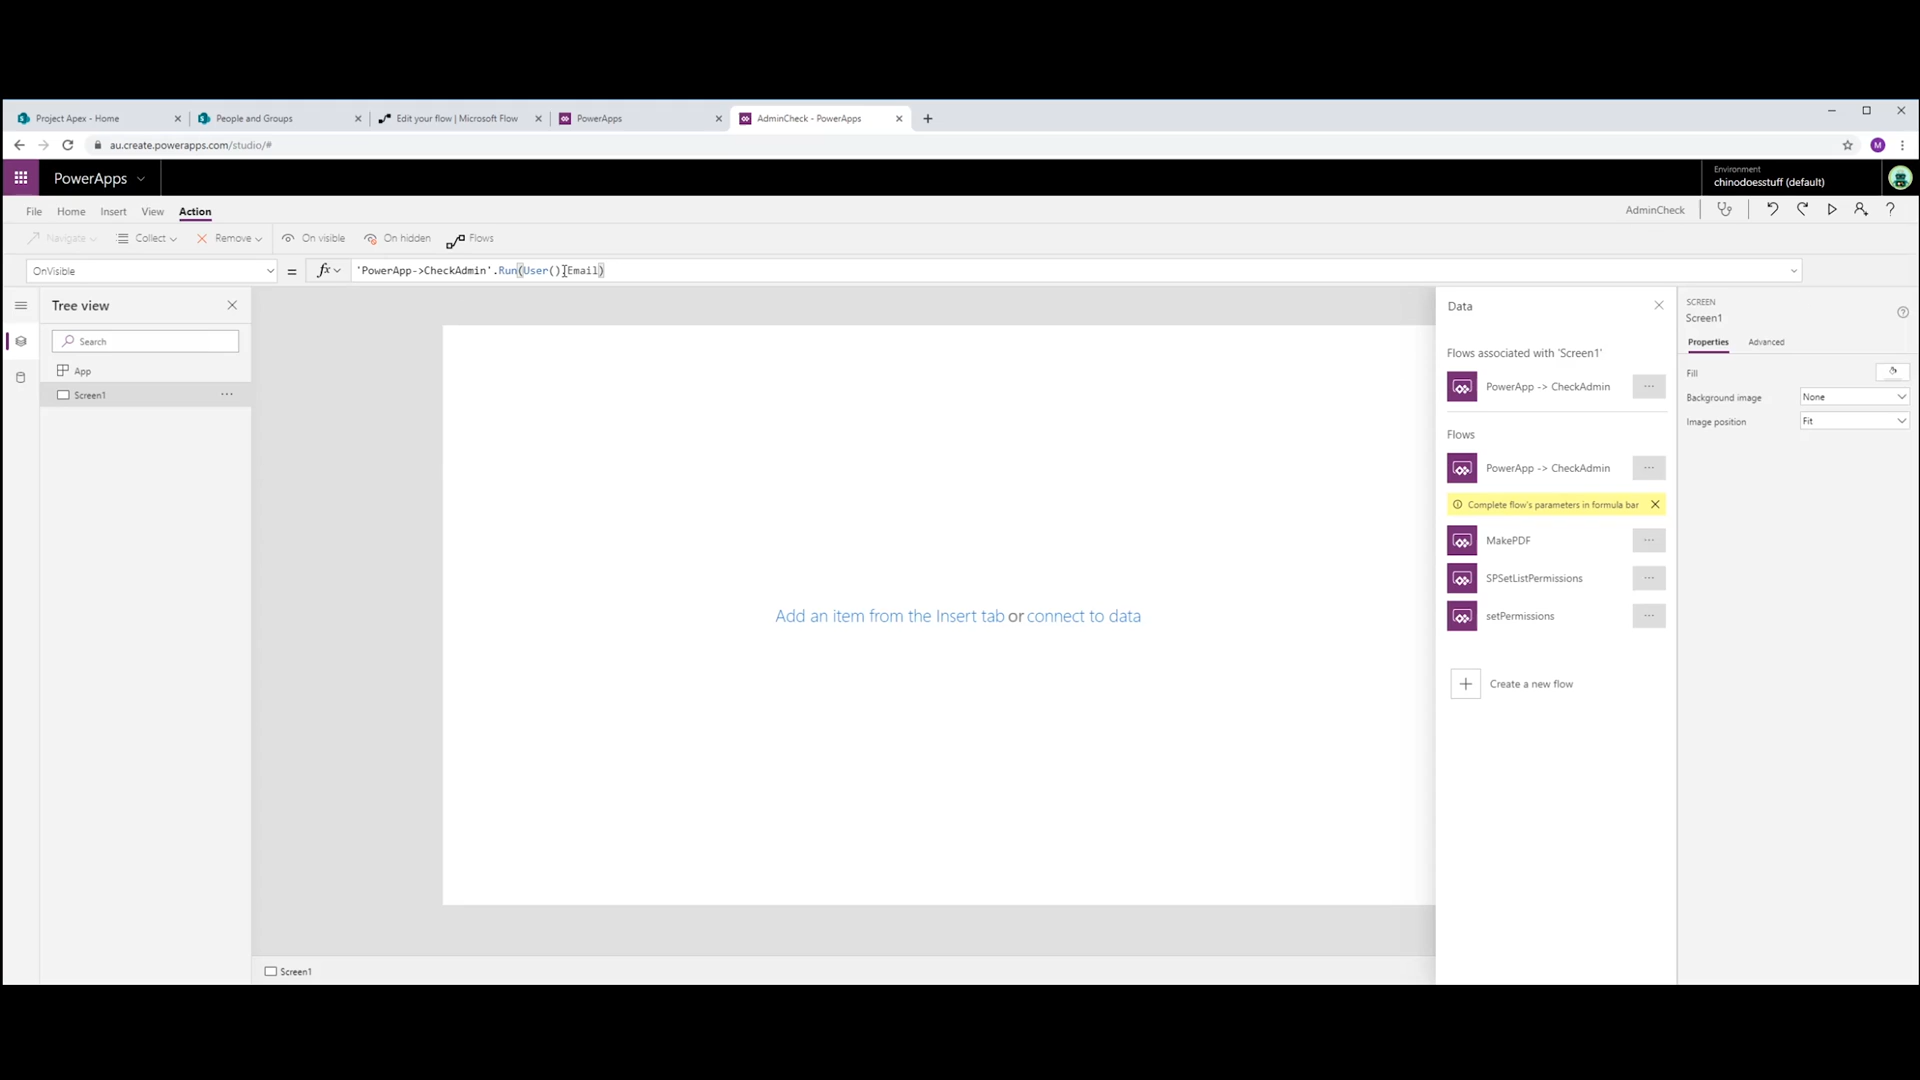 Project Apex - Home
People and Groups
Edit your flow | Microsoft Flow
PowerApps
AdminCheck - PowerApps
au.create.powerapps.com/studio/#
M
PowerApps
Environment
chinodoesstuff (default)
File
Home
Insert
View
Action
AdminCheck
Navigate
Collect
Remove
On visible
On hidden
Flows
OnVisible
=
fx
'PowerApp->CheckAdmin'.Run(User().Email)
Tree view
Search
App
Screen1
Add an item from the Insert tab or connect to data
Screen1
Data
Flows associated with 'Screen1'
PowerApp -> CheckAdmin
Flows
PowerApp -> CheckAdmin
Complete flow's parameters in formula bar
MakePDF
SPSetListPermissions
setPermissions
Create a new flow
SCREEN
Screen1
Properties
Advanced
Fill
Background image
None
Image position
Fit